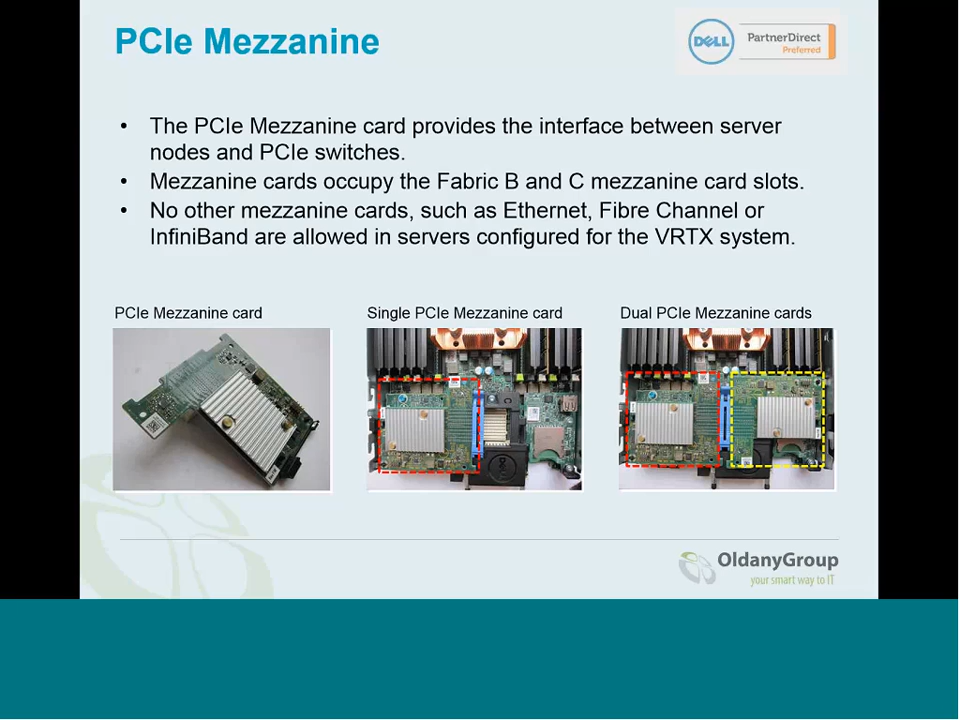 PCIe Mezzanine
DELL
PartnerDirect
Preferred
• The PCIe Mezzanine card provides the interface between server
nodes and PCIe switches.
• Mezzanine cards occupy the Fabric B and C mezzanine card slots.
• No other mezzanine cards, such as Ethernet, Fibre Channel or
InfiniBand are allowed in servers configured for the VRTX system.
PCIe Mezzanine card
Single PCIe Mezzanine card
Dual PCIe Mezzanine cards
C
DELL
OldanyGroup
your smart way to IT